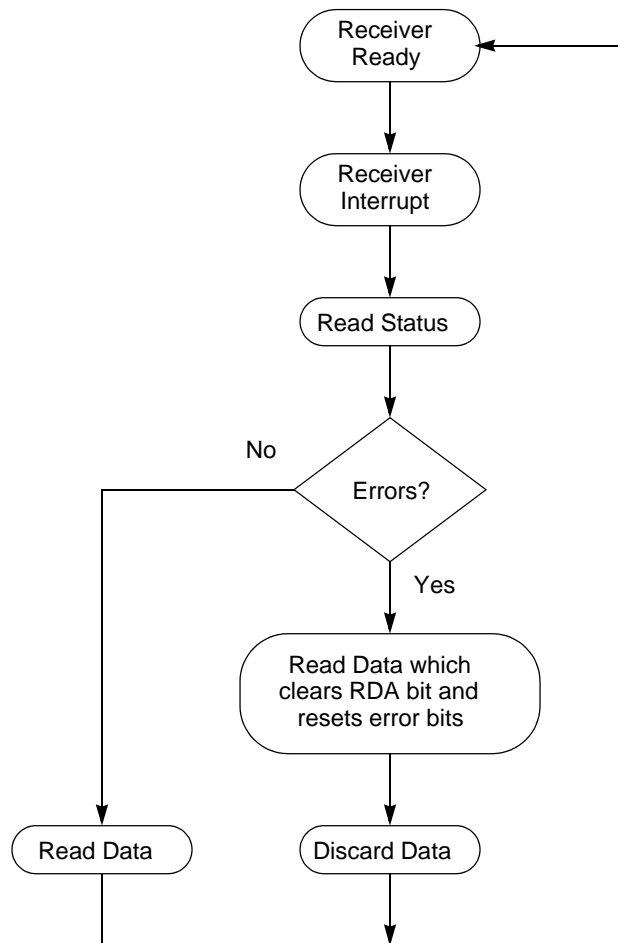 Receiver
Ready
Receiver
Interrupt
Read Status
No
Errors?
Yes
Read Data which
clears RDA bit and
resets error bits
Read Data
Discard Data